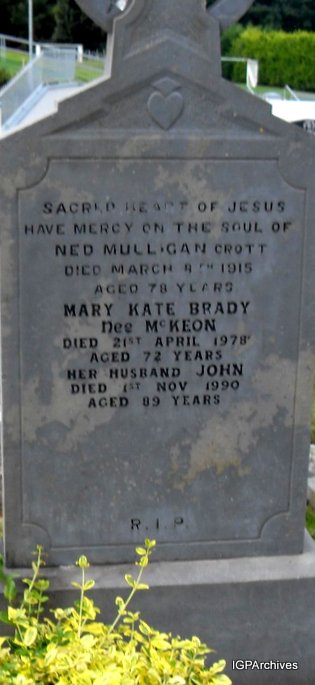 SACRED HEART OF JESUS
HAVE MERCY ON THE SOUL OF
NED MULLIGAN CROTT
DIED MARCH 8TH 1915
AGED 78 YEARS
MARY KATE BRADY
Nee McKEON
DIED 21ST APRIL 1978
AGED 72 YEARS
HER HUSBAND JOHN
DIED 1ST NOV 1990
AGED 89 YEARS
R.I.P.
IGPArchives